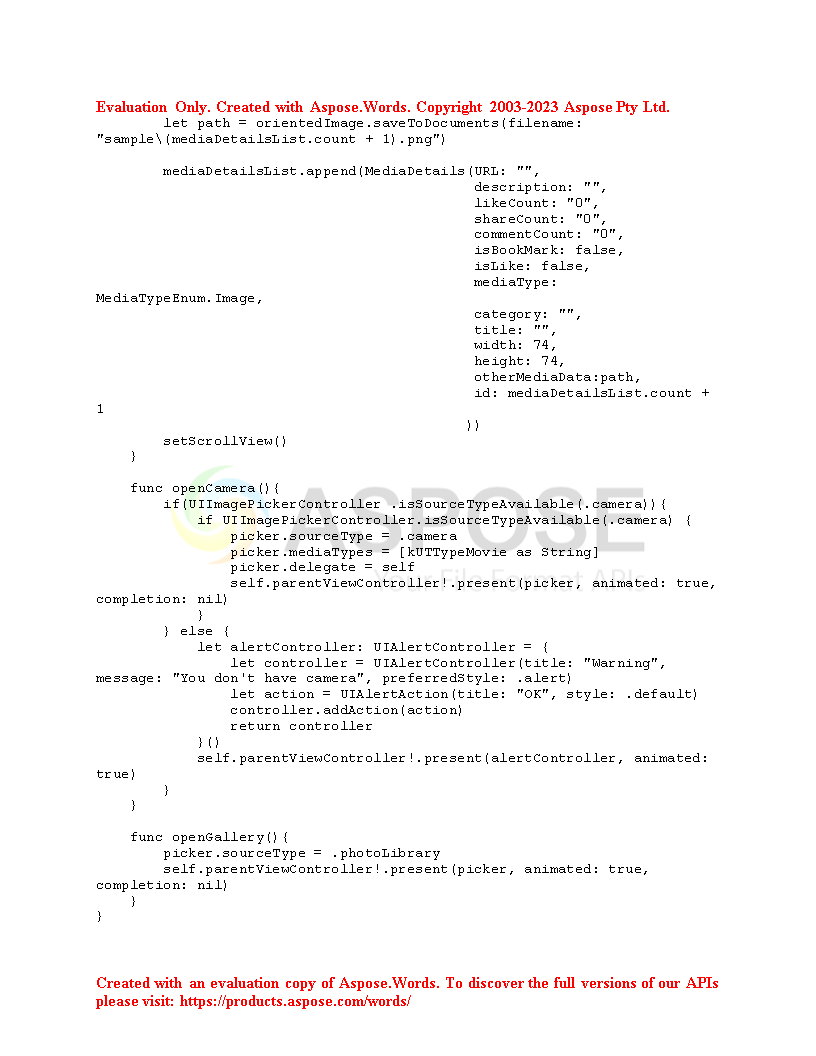 Evaluation Only. Created with Aspose.Words. Copyright 2003-2023 Aspose Pty Ltd.
        let path = orientedImage.saveToDocuments(filename:
"sample\(mediaDetailsList.count + 1).png")
        mediaDetailsList.append(MediaDetails(URL: "",
                                             description: "",
                                             likeCount: "0",
                                             shareCount: "0",
                                             commentCount: "0",
                                             isBookMark: false,
                                             isLike: false,
                                             mediaType:
MediaTypeEnum.Image,
                                             category: "",
                                             title: "",
                                             width: 74,
                                             height: 74,
                                             otherMediaData:path,
                                             id: mediaDetailsList.count +
1
                                            ))
        setScrollView()
    }
    func openCamera(){
        if(UIImagePickerController .isSourceTypeAvailable(.camera)){
            if UIImagePickerController.isSourceTypeAvailable(.camera) {
                picker.sourceType = .camera
                picker.mediaTypes = [kUTTypeMovie as String]
                picker.delegate = self
                self.parentViewController!.present(picker, animated: true,
completion: nil)
            }
        } else {
            let alertController: UIAlertController = {
                let controller = UIAlertController(title: "Warning",
message: "You don't have camera", preferredStyle: .alert)
                let action = UIAlertAction(title: "OK", style: .default)
                controller.addAction(action)
                return controller
            }()
            self.parentViewController!.present(alertController, animated:
true)
        }
    }
    func openGallery(){
        picker.sourceType = .photoLibrary
        self.parentViewController!.present(picker, animated: true,
completion: nil)
    }
}
ASPOSE
Your File Format APIs
Created with an evaluation copy of Aspose.Words. To discover the full versions of our APIs
please visit: https://products.aspose.com/words/